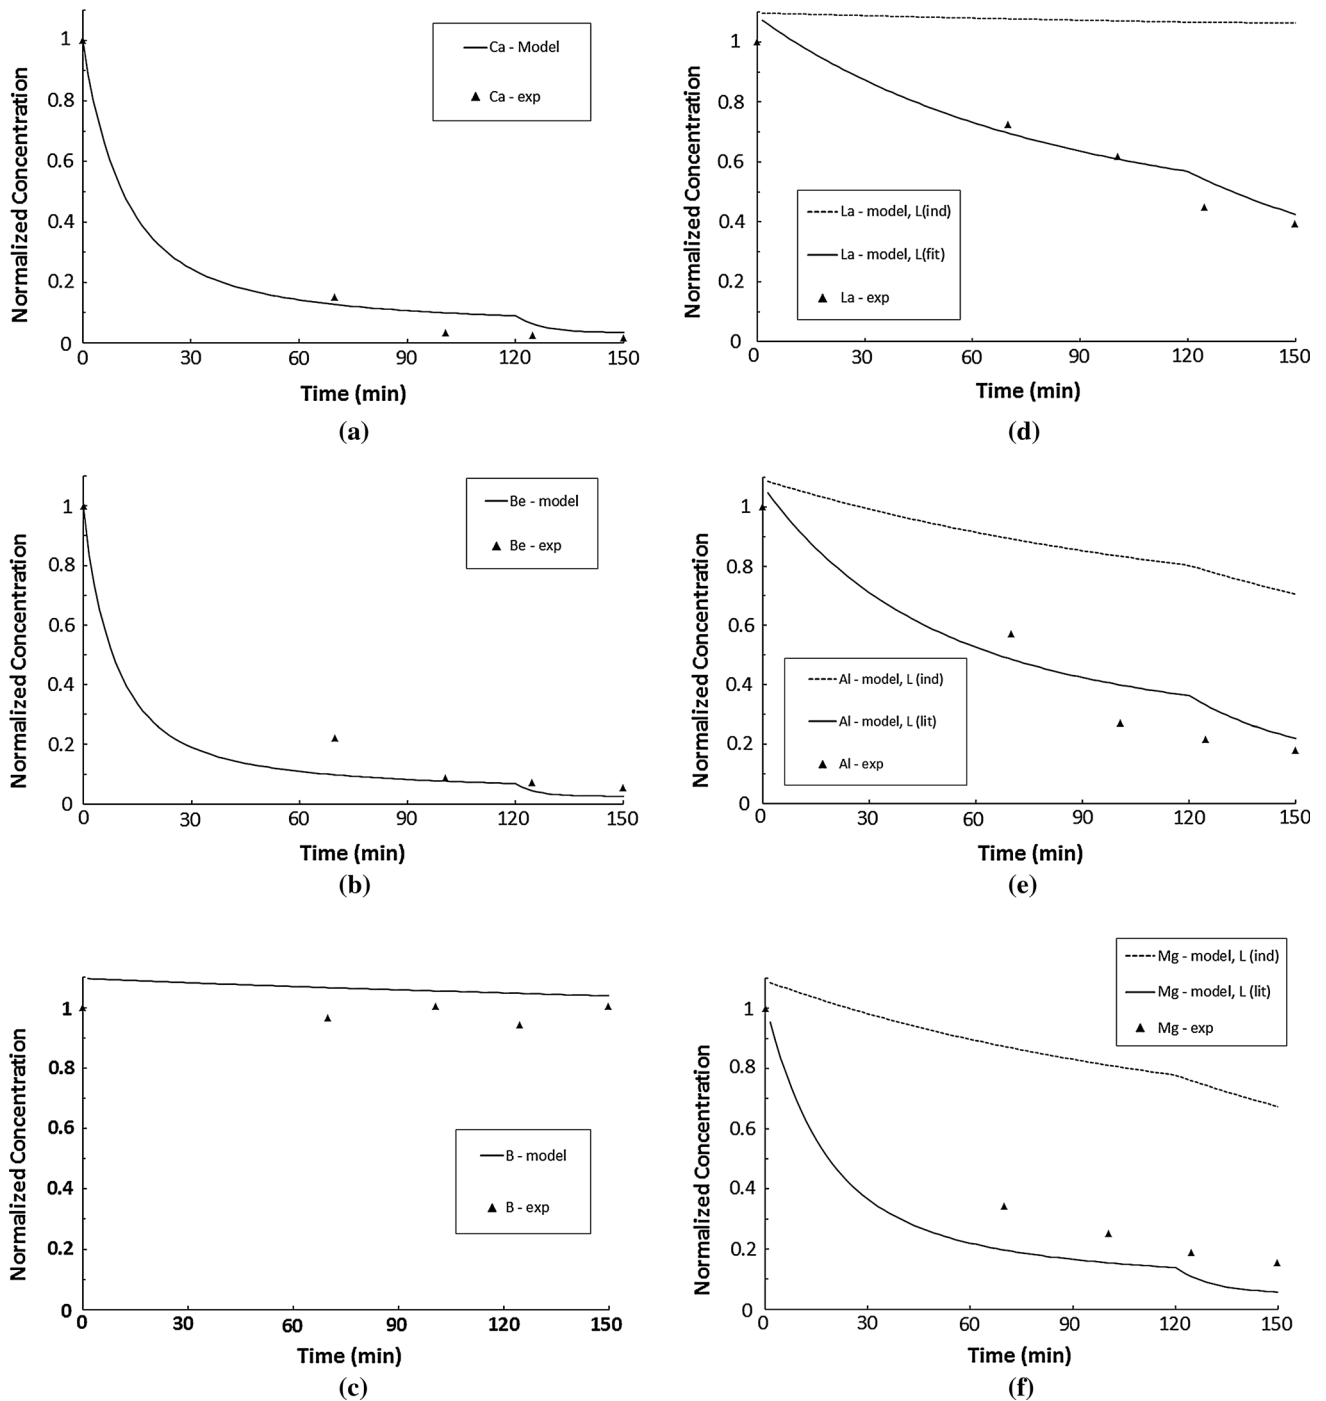 Normalized Concentration
1
0.8
0.6
0.4
0.2
0
0 30 60 90 120 150
Time (min)
Ca - Model
Ca - exp
(a)
Normalized Concentration
1
0.8
0.6
0.4
0.2
0
0 30 60 90 120 150
Time (min)
La - model, L(ind)
La - model, L(fit)
La - exp
(d)
Normalized Concentration
1
0.8
0.6
0.4
0.2
0
0 30 60 90 120 150
Time (min)
Be - model
Be - exp
(b)
Normalized Concentration
1
0.8
0.6
0.4
0.2
0
0 30 60 90 120 150
Time (min)
Al - model, L (ind)
Al - model, L (lit)
Al - exp
(e)
Normalized Concentration
1
0.8
0.6
0.4
0.2
0
0 30 60 90 120 150
Time (min)
B - model
B - exp
(c)
Normalized Concentration
1
0.8
0.6
0.4
0.2
0
0 30 60 90 120 150
Time (min)
Mg - model, L (ind)
Mg - model, L (lit)
Mg - exp
(f)